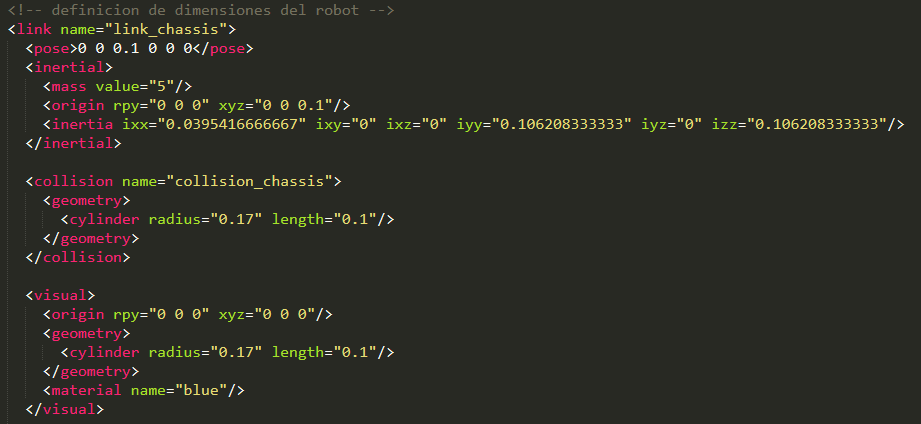 <!-- definicion de dimensiones del robot -->
<link name="link_chassis">
<pose>0 0 0.1 0 0 0</pose>
<inertial>
<mass value="5"/>
<origin rpy="0 0 0" xyz="0 0 0.1"/>
<inertia ixx="0.0395416666667" ixy="0" ixz="0" iyy="0.106208333333" iyz="0" izz="0.106208333333"/>
</inertial>
<collision name="collision_chassis">
<geometry>
<cylinder radius="0.17" length="0.1"/>
</geometry>
</collision>
<visual>
<origin rpy="0 0 0" xyz="0 0 0"/>
<geometry>
<cylinder radius="0.17" length="0.1"/>
</geometry>
<material name="blue"/>
</visual>